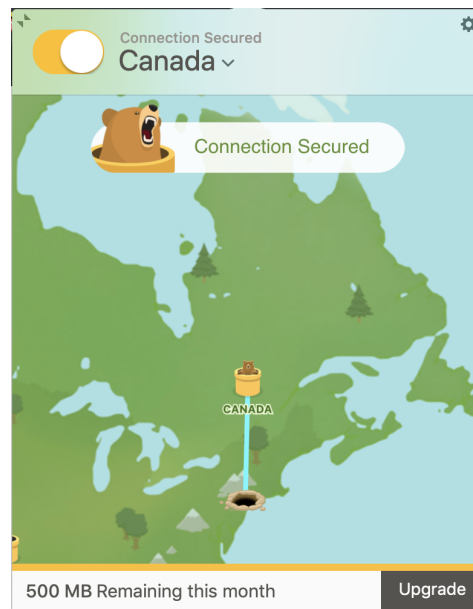 Connection Secured
Canada
Connection Secured
CANADA
500 MB Remaining this month
Upgrade